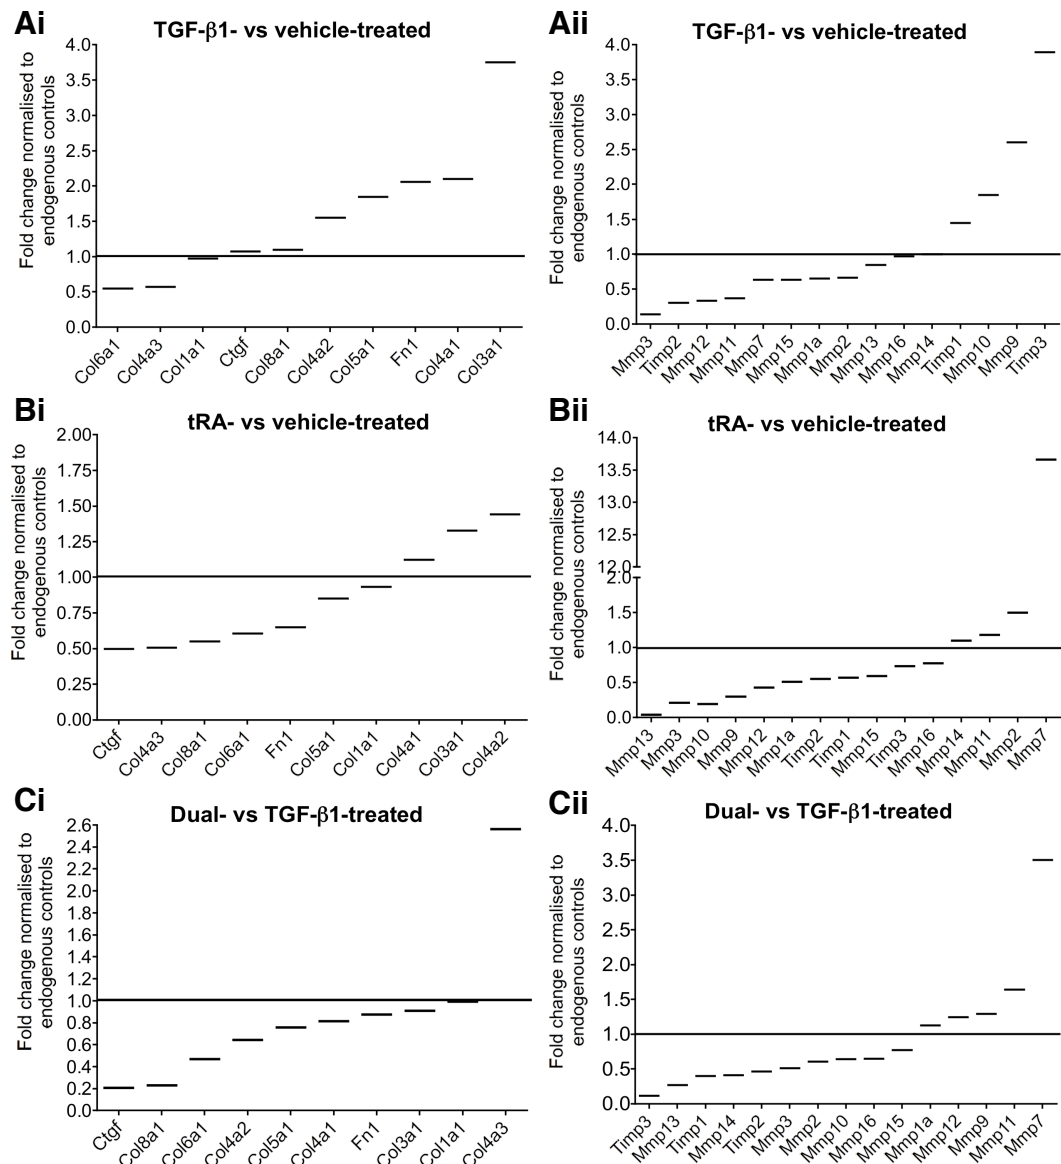 Ai
TGF-β1- vs vehicle-treated
Fold change normalised to
endogenous controls
4.0
3.5
3.0
2.5
2.0
1.5
1.0
0.5
0.0
Col6a1
Col4a3
Col1a1
Ctgf
Col8a1
Col4a2
Col5a1
Fn1
Col4a1
Col3a1
Aii
TGF-β1- vs vehicle-treated
Fold change normalised to
endogenous controls
4.0
3.5
3.0
2.5
2.0
1.5
1.0
0.5
0.0
Mmp3
Timp2
Mmp12
Mmp11
Mmp7
Mmp15
Mmp1a
Mmp2
Mmp13
Mmp16
Mmp14
Timp1
Mmp10
Mmp9
Timp3
Bi
tRA- vs vehicle-treated
Fold change normalised to
endogenous controls
2.00
1.75
1.50
1.25
1.00
0.75
0.50
0.25
0.00
Ctgf
Col4a3
Col8a1
Col6a1
Fn1
Col5a1
Col1a1
Col4a1
Col3a1
Col4a2
Bii
tRA- vs vehicle-treated
Fold change normalised to
endogenous controls
14.0
13.5
13.0
12.5
12.0
2.0
1.5
1.0
0.5
0.0
Mmp13
Mmp3
Mmp10
Mmp9
Mmp12
Mmp1a
Timp2
Timp1
Mmp15
Timp3
Mmp16
Mmp14
Mmp11
Mmp2
Mmp7
Ci
Dual- vs TGF-β1-treated
Fold change normalised to
endogenous controls
2.6
2.4
2.2
2.0
1.8
1.6
1.4
1.2
1.0
0.8
0.6
0.4
0.2
0.0
Ctgf
Col8a1
Col6a1
Col4a2
Col5a1
Col4a1
Fn1
Col3a1
Col1a1
Col4a3
Cii
Dual- vs TGF-β1-treated
Fold change normalised to
endogenous controls
4.0
3.5
3.0
2.5
2.0
1.5
1.0
0.5
0.0
Timp3
Mmp13
Timp1
Mmp14
Timp2
Mmp3
Mmp2
Mmp10
Mmp16
Mmp15
Mmp1a
Mmp12
Mmp9
Mmp11
Mmp7